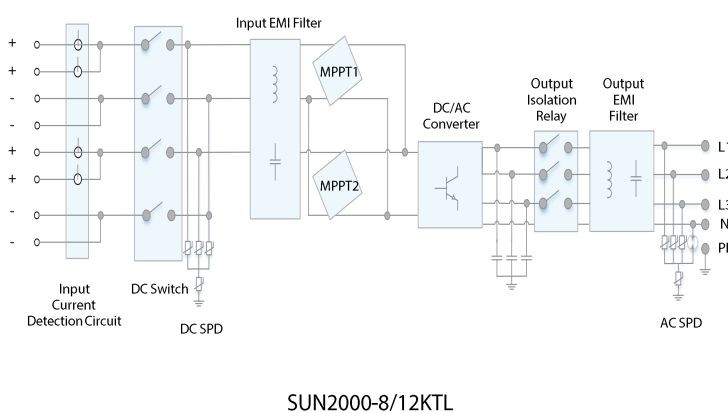 Input EMI Filter
+
+
-
-
+
+
-
-
MPPT1
MPPT2
DC/AC
Converter
Output
Isolation
Relay
Output
EMI
Filter
L1
L2
L3
N
Input
Current
Detection Circuit
DC Switch
DC SPD
AC SPD
SUN2000-8/12KTL